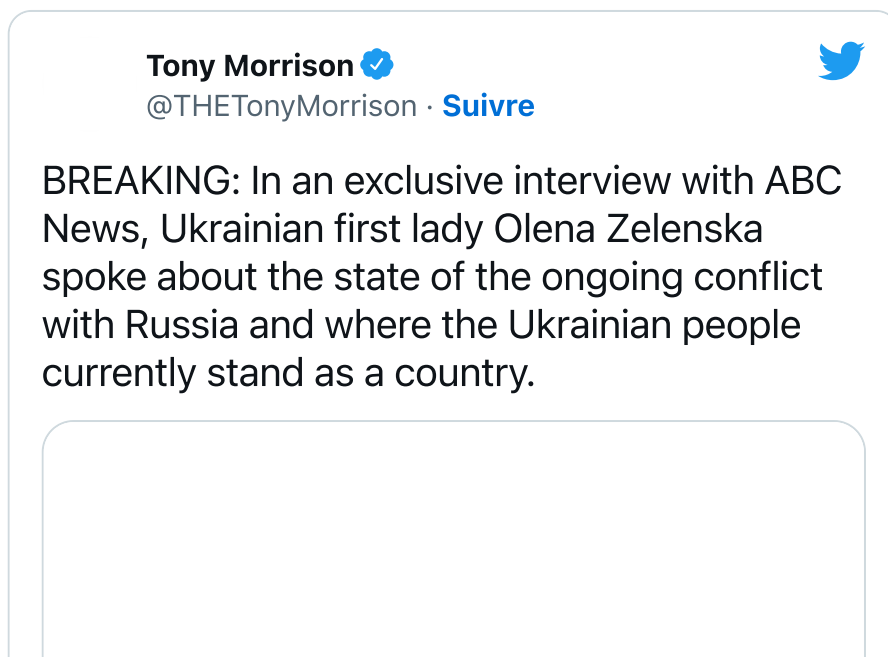 Tony Morrison
@THETonyMorrison · Suivre
BREAKING: In an exclusive interview with ABC
News, Ukrainian first lady Olena Zelenska
spoke about the state of the ongoing conflict
with Russia and where the Ukrainian people
currently stand as a country.